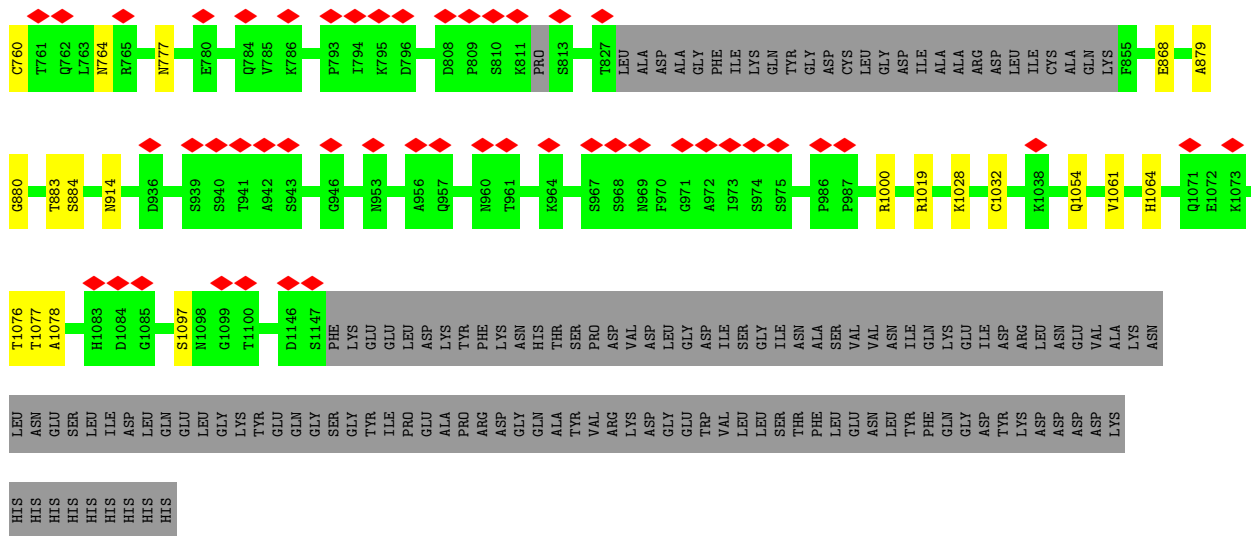 C760 T761 Q762 L763 N764 R765 N777 E780 Q784 V785 K786 P793 I794 K795 D796 D808 P809 S810 K811 PRO S813 T827 LEU ALA ASP ALA GLY PHE ILE LYS GLN TYR GLY ASP CYS LEU GLY ASP ILE ALA ALA ARG ASP LEU ILE CYS ALA GLN LYS F855 E868 A879
G880 T883 S884 N914 D936 S939 S940 T941 A942 S943 G946 N953 A956 Q957 N960 T961 K964 S967 S968 N969 F970 G971 A972 I973 S974 S975 P986 P987 R1000 R1019 K1028 C1032 K1038 Q1054 V1061 H1064 Q1071 E1072 K1073
T1076 T1077 A1078 H1083 D1084 G1085 S1097 N1098 G1099 T1100 D1146 S1147 PHE LYS GLU GLU LEU ASP LYS TYR PHE LYS ASN HIS THR SER PRO ASP VAL ASP LEU GLY ASP ILE SER GLY ILE ASN ALA SER VAL VAL ASN ILE GLN LYS GLU ILE ASP ARG LEU ASN GLU VAL ALA LYS ASN
LEU ASN GLU SER LEU ILE ASP LEU GLN GLU LEU GLY LYS TYR GLU GLN GLY SER GLY TYR ILE PRO GLU ALA PRO ARG ASP GLY GLN ALA TYR VAL ARG LYS ASP GLY GLU TRP VAL LEU LEU SER THR PHE LEU GLU ASN LEU TYR PHE GLN GLY ASP TYR LYS ASP ASP ASP ASP LYS
HIS HIS HIS HIS HIS HIS HIS HIS